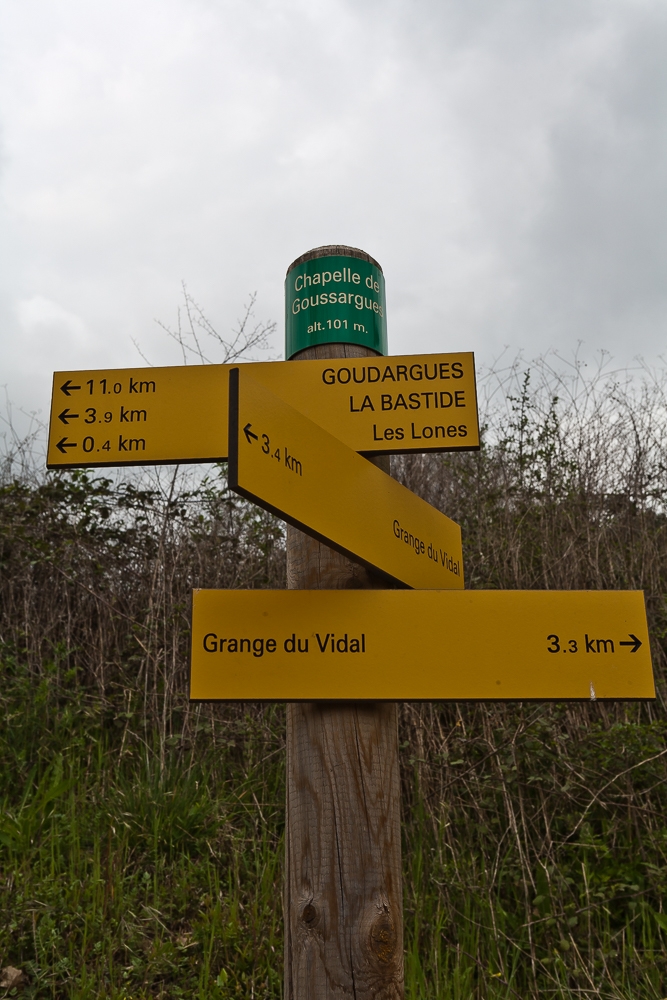 Chapelle de
Goussargues
alt.101 m.
← 11.0 km GOUDARGUES
← 3.9 km LA BASTIDE
← 0.4 km Les Lones
← 3.4 km Grange du Vidal
Grange du Vidal 3.3 km →